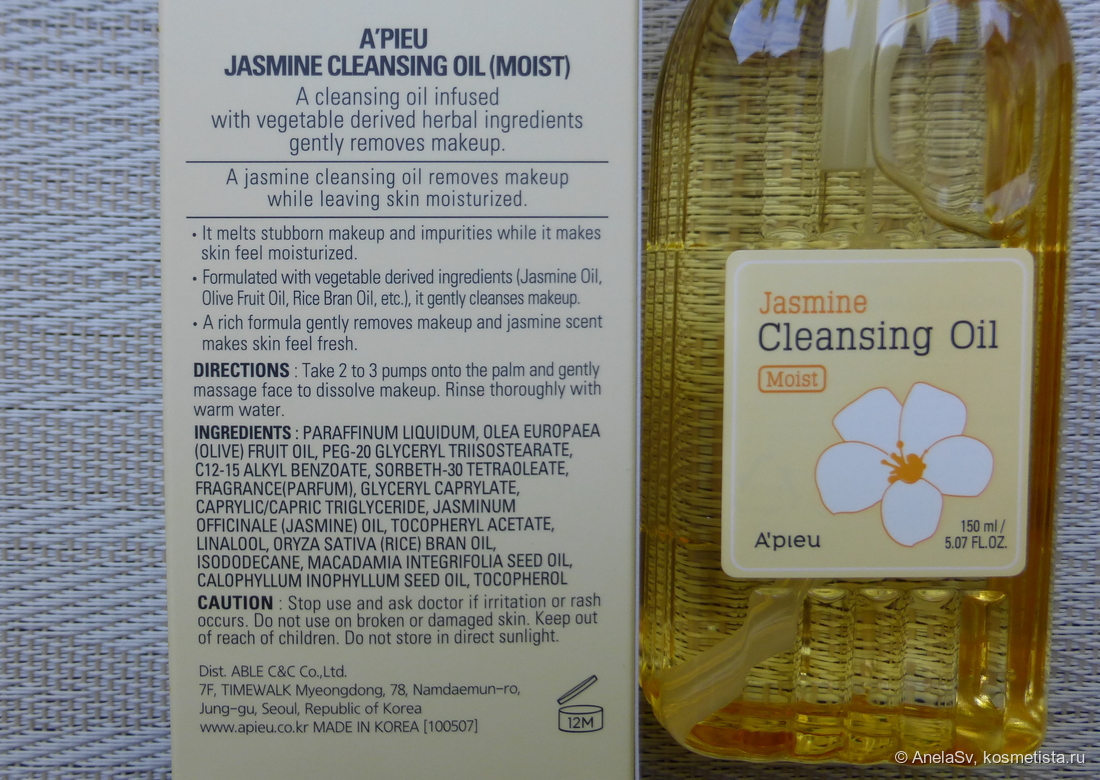 A'PIEU
JASMINE CLEANSING OIL (MOIST)
A cleansing oil infused
with vegetable derived herbal ingredients
gently removes makeup.
A jasmine cleansing oil removes makeup
while leaving skin moisturized.
• It melts stubborn makeup and impurities while it makes
skin feel moisturized.
• Formulated with vegetable derived ingredients (Jasmine Oil,
Olive Fruit Oil, Rice Bran Oil, etc.), it gently cleanses makeup.
• A rich formula gently removes makeup and jasmine scent
makes skin feel fresh.
DIRECTIONS : Take 2 to 3 pumps onto the palm and gently
massage face to dissolve makeup. Rinse thoroughly with
warm water.
INGREDIENTS : PARAFFINUM LIQUIDUM, OLEA EUROPAEA
(OLIVE) FRUIT OIL, PEG-20 GLYCERYL TRIISOSTEARATE,
C12-15 ALKYL BENZOATE, SORBETH-30 TETRAOLEATE,
FRAGRANCE(PARFUM), GLYCERYL CAPRYLATE,
CAPRYLIC/CAPRIC TRIGLYCERIDE, JASMINUM
OFFICINALE (JASMINE) OIL, TOCOPHERYL ACETATE,
LINALOOL, ORYZA SATIVA (RICE) BRAN OIL,
ISODODECANE, MACADAMIA INTEGRIFOLIA SEED OIL,
CALOPHYLLUM INOPHYLLUM SEED OIL, TOCOPHEROL
CAUTION : Stop use and ask doctor if irritation or rash
occurs. Do not use on broken or damaged skin. Keep out
of reach of children. Do not store in direct sunlight.
Dist. ABLE C&C Co.,Ltd.
7F, TIMEWALK Myeongdong, 78, Namdaemun-ro,
Jung-gu, Seoul, Republic of Korea
www.apieu.co.kr MADE IN KOREA [100507]
12M
Jasmine
Cleansing Oil
Moist
A'PIEU
150 ml /
5.07 FL.OZ.
© AnelaSv, kosmetista.ru